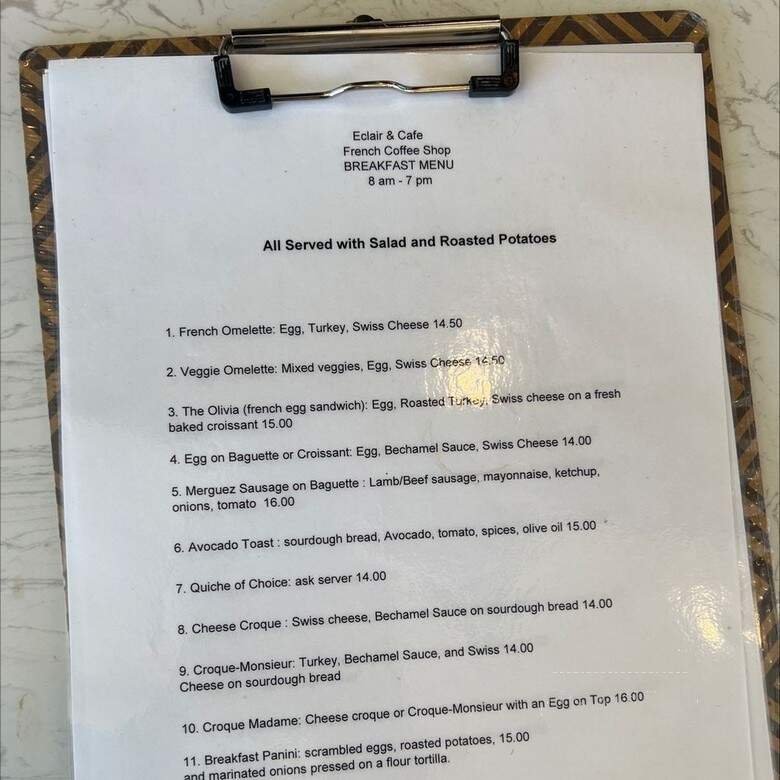 Eclair & Cafe
French Coffee Shop
BREAKFAST MENU
8 am - 7 pm
All Served with Salad and Roasted Potatoes
1. French Omelette: Egg, Turkey, Swiss Cheese 14.50
2. Veggie Omelette: Mixed veggies, Egg, Swiss Cheese 14.50
3. The Olivia (french egg sandwich): Egg, Roasted Turkey, Swiss cheese on a fresh
baked croissant 15.00
4. Egg on Baguette or Croissant: Egg, Bechamel Sauce, Swiss Cheese 14.00
5. Merguez Sausage on Baguette : Lamb/Beef sausage, mayonnaise, ketchup,
onions, tomato 16.00
6. Avocado Toast : sourdough bread, Avocado, tomato, spices, olive oil 15.00
7. Quiche of Choice: ask server 14.00
8. Cheese Croque : Swiss cheese, Bechamel Sauce on sourdough bread 14.00
9. Croque-Monsieur: Turkey, Bechamel Sauce, and Swiss 14.00
Cheese on sourdough bread
10. Croque Madame: Cheese croque or Croque-Monsieur with an Egg on Top 16.00
11. Breakfast Panini: scrambled eggs, roasted potatoes, 15.00
and marinated onions pressed on a flour tortilla.